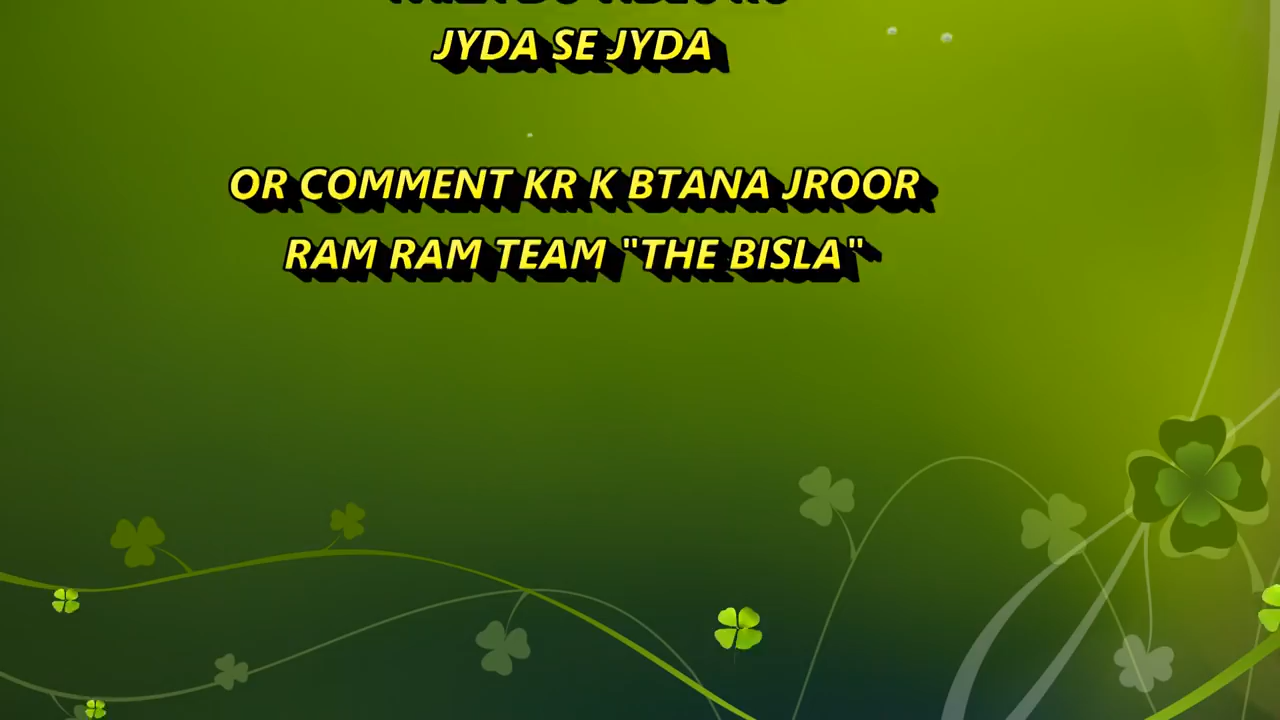 JYDA SE JYDA
OR COMMENT KR K BTANA JROOR
RAM RAM TEAM "THE BISLA"